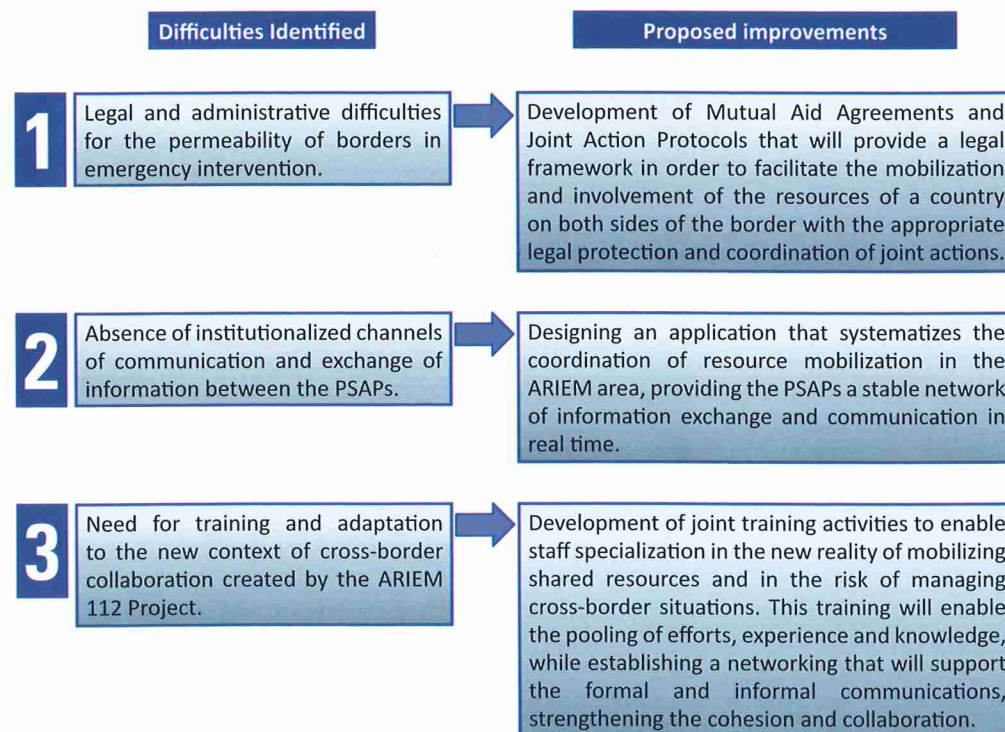 Difficulties Identified
Proposed improvements
1
Legal and administrative difficulties
for the permeability of borders in
emergency intervention.
Development of Mutual Aid Agreements and
Joint Action Protocols that will provide a legal
framework in order to facilitate the mobilization
and involvement of the resources of a country
on both sides of the border with the appropriate
legal protection and coordination of joint actions.
2
Absence of institutionalized channels
of communication and exchange of
information between the PSAPs.
Designing an application that systematizes the
coordination of resource mobilization in the
ARIEM area, providing the PSAPs a stable network
of information exchange and communication in
real time.
3
Need for training and adaptation
to the new context of cross-border
collaboration created by the ARIEM
112 Project.
Development of joint training activities to enable
staff specialization in the new reality of mobilizing
shared resources and in the risk of managing
cross-border situations. This training will enable
the pooling of efforts, experience and knowledge,
while establishing a networking that will support
the formal and informal communications,
strengthening the cohesion and collaboration.